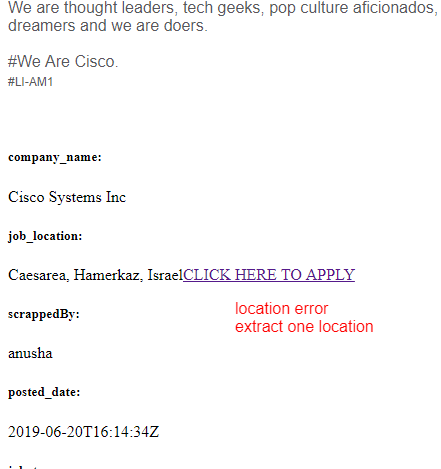 We are thought leaders, tech geeks, pop culture aficionados,
dreamers and we are doers.
#We Are Cisco.
#LI-AM1
company_name:
Cisco Systems Inc
job_location:
Caesarea, Hamerkaz, IsraelCLICK HERE TO APPLY
scrappedBy:
location error
extract one location
anusha
posted_date:
2019-06-20T16:14:34Z